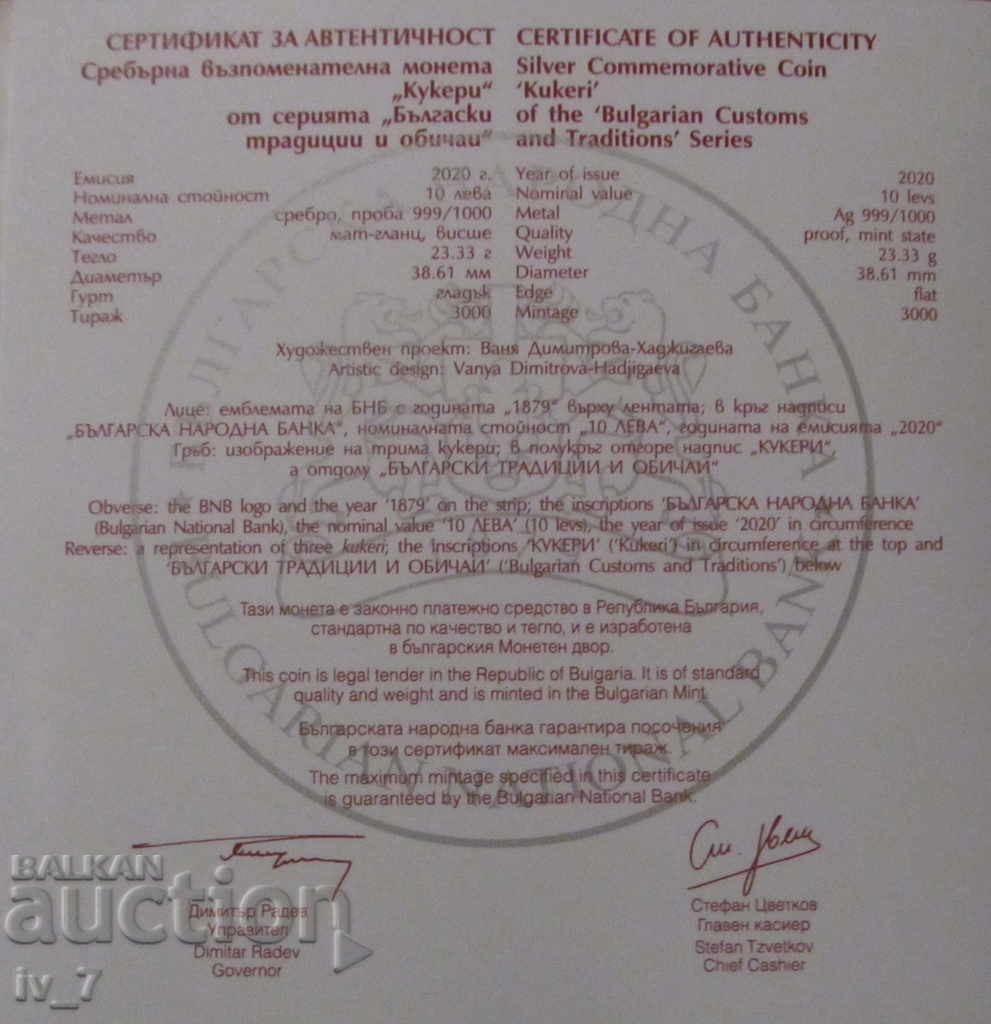 СЕРТИФИКАТ ЗА АВТЕНТИЧНОСТ
Сребърна възпоменателна монета
„Кукери“
от серията „Български
традиции и обичаи“
CERTIFICATE OF AUTHENTICITY
Silver Commemorative Coin
‘Kukeri’
of the ‘Bulgarian Customs
and Traditions’ Series
Емисия 2020 г.
Номинална стойност 10 лева
Метал сребро, проба 999/1000
Качество мат-гланц, висше
Тегло 23.33 г
Диаметър 38.61 мм
Гурт гладък
Тираж 3000
Year of issue 2020
Nominal value 10 levs
Metal Ag 999/1000
Quality proof, mint state
Weight 23.33 g
Diameter 38.61 mm
Edge flat
Mintage 3000
Художествен проект: Ваня Димитрова-Хаджигаева
Artistic design: Vanya Dimitrova-Hadjigaeva
Лице: емблемата на БНБ с годината „1879“ върху лентата; в кръг надписи
„БЪЛГАРСКА НАРОДНА БАНКА“, номиналната стойност „10 ЛЕВА“, годината на емисията „2020“
Гръб: изображение на трима кукери; в полукръг отгоре надпис „КУКЕРИ“,
а отдолу „БЪЛГАРСКИ ТРАДИЦИИ И ОБИЧАИ“
Obverse: the BNB logo and the year ‘1879’ on the strip; the inscriptions ‘БЪЛГАРСКА НАРОДНА БАНКА’
(Bulgarian National Bank), the nominal value ‘10 ЛЕВА’ (10 levs), the year of issue ‘2020’ in circumference
Reverse: a representation of three kukeri; the inscriptions ‘КУКЕРИ’ (‘Kukeri’) in circumference at the top and
‘БЪЛГАРСКИ ТРАДИЦИИ И ОБИЧАИ’ (‘Bulgarian Customs and Traditions’) below
Тази монета е законно платежно средство в Република България,
стандартна по качество и тегло, и е изработена
в българския Монетен двор.
This coin is legal tender in the Republic of Bulgaria. It is of standard
quality and weight and is minted in the Bulgarian Mint.
Българската народна банка гарантира посочения
в този сертификат максимален тираж.
The maximum mintage specified in this certificate
is guaranteed by the Bulgarian National Bank.
Димитър Радев
Управител
Dimitar Radev
Governor
Стефан Цветков
Главен касиер
Stefan Tzvetkov
Chief Cashier
БЪЛГАРСКА НАРОДНА БАНКА
BULGARIAN NATIONAL BANK
BALKAN
auction
iv_7